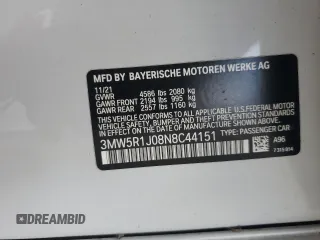 MFD BY BAYERISCHE MOTOREN WERKE AG
11/21
GVWR 4586 lbs 2080 kg
GAWR FRONT 2194 lbs 995 kg
GAWR REAR 2557 lbs 1160 kg
THIS VEHICLE CONFORMS TO ALL APPLICABLE U.S. FEDERAL MOTOR
VEHICLE SAFETY, BUMPER, AND THEFT PREVENTION STANDARDS
IN EFFECT ON THE DATE OF MANUFACTURE SHOWN ABOVE.
3MW5R1J08N8C44151 TYPE: PASSENGER CAR
A96
DREAMBID